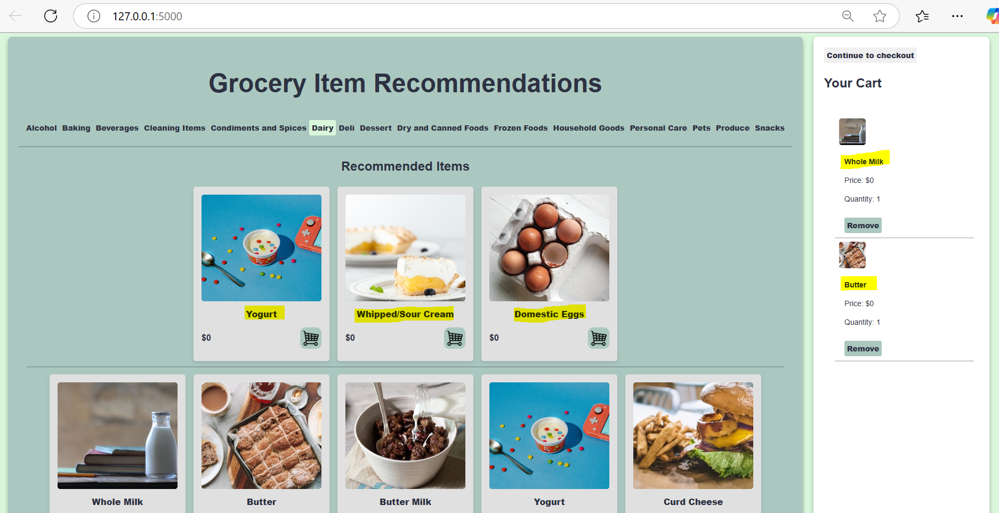 127.0.0.1:5000
Grocery Item Recommendations
Alcohol Baking Beverages Cleaning Items Condiments and Spices Dairy Deli Dessert Dry and Canned Foods Frozen Foods Household Goods Personal Care Pets Produce Snacks
Recommended Items
Yogurt Whipped/Sour Cream Domestic Eggs
$0 $0 $0
Whole Milk Butter Butter Milk Yogurt Curd Cheese
Continue to checkout
Your Cart
Whole Milk
Price: $0
Quantity: 1
Remove
Butter
Price: $0
Quantity: 1
Remove